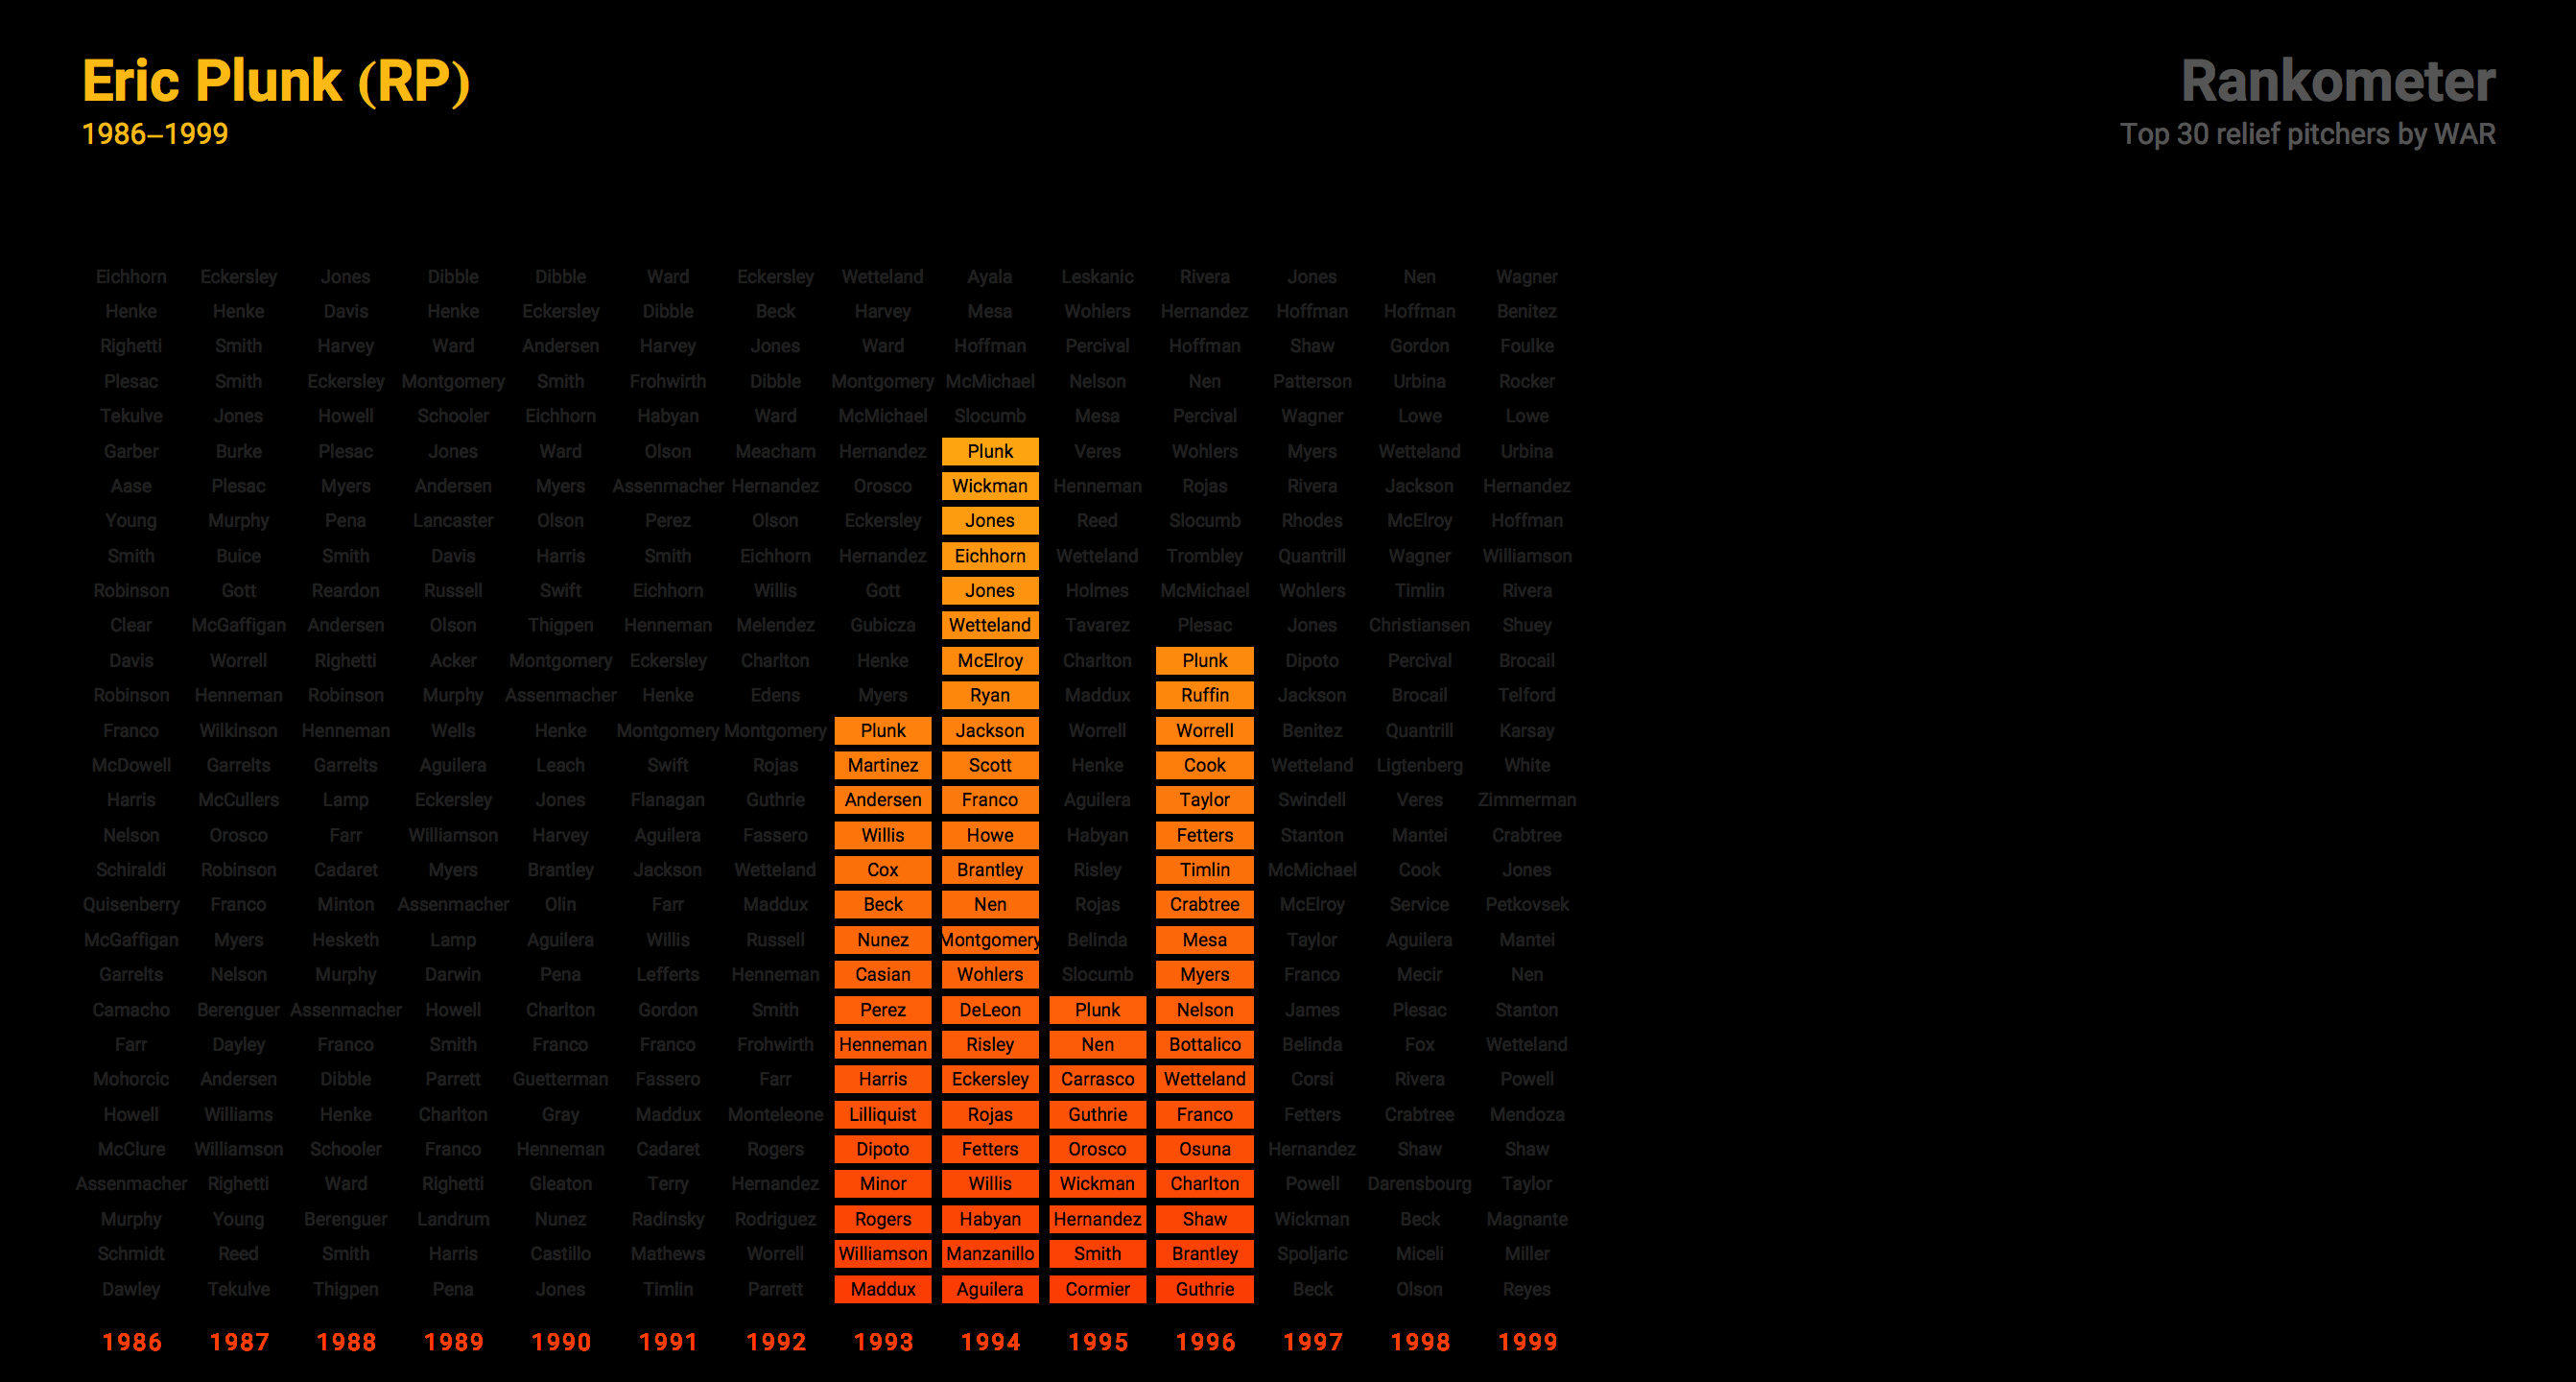 Eric Plunk (RP)
1986–1999
Rankometer
Top 30 relief pitchers by WAR
Eichhorn Eckersley Jones Dibble Dibble Ward Eckersley Wetteland Ayala Leskanic Rivera Jones Nen Wagner
Henke Henke Davis Henke Eckersley Dibble Beck Harvey Mesa Wohlers Hernandez Hoffman Hoffman Benitez
Righetti Smith Harvey Ward Andersen Harvey Jones Ward Hoffman Percival Hoffman Shaw Gordon Foulke
Plesac Smith Eckersley Montgomery Smith Frohwirth Dibble Montgomery McMichael Nelson Nen Patterson Urbina Rocker
Tekulve Jones Howell Schooler Eichhorn Habyan Ward McMichael Slocumb Mesa Percival Wagner Lowe Lowe
Garber Burke Plesac Jones Ward Olson Meacham Hernandez Plunk Veres Wohlers Myers Wetteland Urbina
Aase Plesac Myers Andersen Myers Assenmacher Hernandez Orosco Wickman Henneman Rojas Rivera Jackson Hernandez
Young Murphy Pena Lancaster Olson Perez Olson Eckersley Jones Reed Slocumb Rhodes McElroy Hoffman
Smith Buice Smith Davis Harris Smith Eichhorn Hernandez Eichhorn Wetteland Trombley Quantrill Wagner Williamson
Robinson Gott Reardon Russell Swift Eichhorn Willis Gott Jones Holmes McMichael Wohlers Timlin Rivera
Clear McGaffigan Andersen Olson Thigpen Henneman Melendez Gubicza Wetteland Tavarez Plesac Jones Christiansen Shuey
Davis Worrell Righetti Acker Montgomery Eckersley Charlton Henke McElroy Charlton Plunk Dipoto Percival Brocail
Robinson Henneman Robinson Murphy Assenmacher Henke Edens Myers Ryan Maddux Ruffin Jackson Brocail Telford
Franco Wilkinson Henneman Wells Henke Montgomery Montgomery Plunk Jackson Worrell Worrell Benitez Quantrill Karsay
McDowell Garrelts Garrelts Aguilera Leach Swift Rojas Martinez Scott Henke Cook Wetteland Ligtenberg White
Harris McCullers Lamp Eckersley Jones Flanagan Guthrie Andersen Franco Aguilera Taylor Swindell Veres Zimmerman
Nelson Orosco Farr Williamson Harvey Aguilera Fassero Willis Howe Habyan Fetters Stanton Mantei Crabtree
Schiraldi Robinson Cadaret Myers Brantley Jackson Wetteland Cox Brantley Risley Timlin McMichael Cook Jones
Quisenberry Franco Minton Assenmacher Olin Farr Maddux Beck Nen Rojas Crabtree McElroy Service Petkovsek
McGaffigan Myers Hesketh Lamp Aguilera Willis Russell Nunez Montgomery Belinda Mesa Taylor Aguilera Mantei
Garrelts Nelson Murphy Darwin Pena Lefferts Henneman Casian Wohlers Slocumb Myers Franco Mecir Nen
Camacho Berenguer Assenmacher Howell Charlton Gordon Smith Perez DeLeon Plunk Nelson James Plesac Stanton
Farr Dayley Franco Smith Franco Franco Frohwirth Henneman Risley Nen Bottalico Belinda Fox Wetteland
Mohorcic Andersen Dibble Parrett Guetterman Fassero Farr Harris Eckersley Carrasco Wetteland Corsi Rivera Powell
Howell Williams Henke Charlton Gray Maddux Monteleone Lilliquist Rojas Guthrie Franco Fetters Crabtree Mendoza
McClure Williamson Schooler Franco Henneman Cadaret Rogers Dipoto Fetters Orosco Osuna Hernandez Shaw Shaw
Assenmacher Righetti Ward Righetti Gleaton Terry Hernandez Minor Willis Wickman Charlton Powell Darensbourg Taylor
Murphy Young Berenguer Landrum Nunez Radinsky Rodriguez Rogers Habyan Hernandez Shaw Wickman Beck Magnante
Schmidt Reed Smith Harris Castillo Mathews Worrell Williamson Manzanillo Smith Brantley Spoljaric Miceli Miller
Dawley Tekulve Thigpen Pena Jones Timlin Parrett Maddux Aguilera Cormier Guthrie Beck Olson Reyes
1986 1987 1988 1989 1990 1991 1992 1993 1994 1995 1996 1997 1998 1999